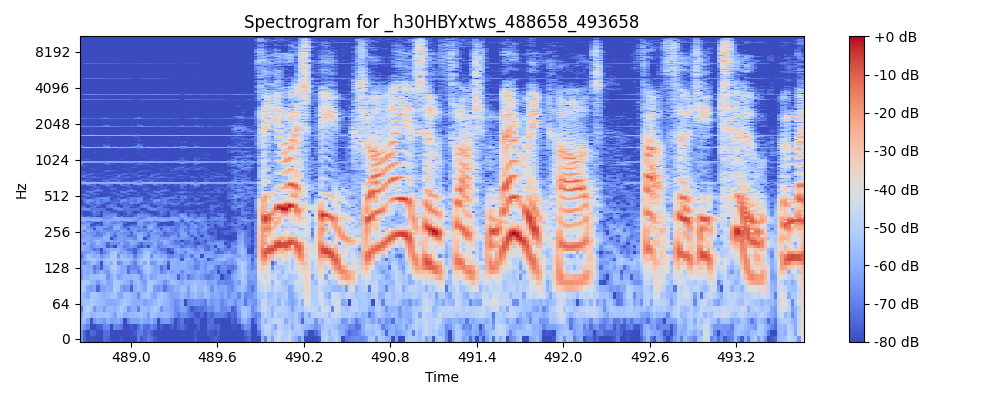 Spectrogram for _h30HBYxtws_488658_493658
8192
4096
2048
1024
512
256
128
64
0
Hz
489.0 489.6 490.2 490.8 491.4 492.0 492.6 493.2
Time
+0 dB
-10 dB
-20 dB
-30 dB
-40 dB
-50 dB
-60 dB
-70 dB
-80 dB